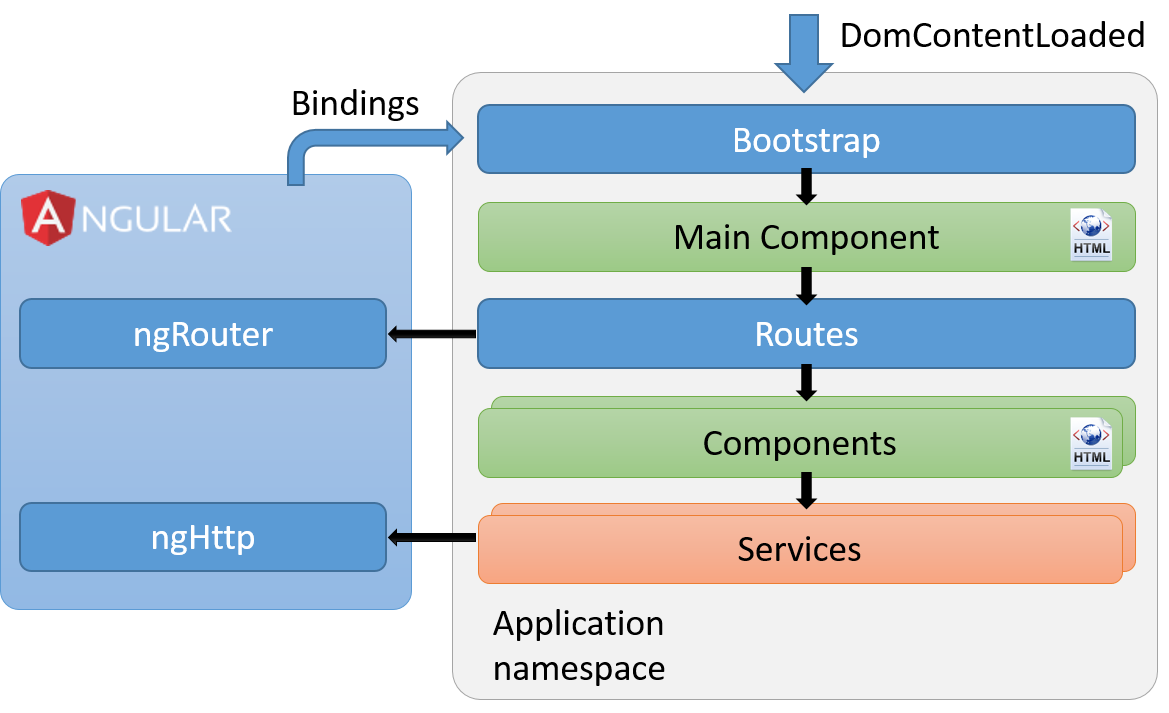 DomContentLoaded
Bindings
Bootstrap
ANGULAR
Main Component
HTML
ngRouter
Routes
Components
HTML
ngHttp
Services
Application
namespace